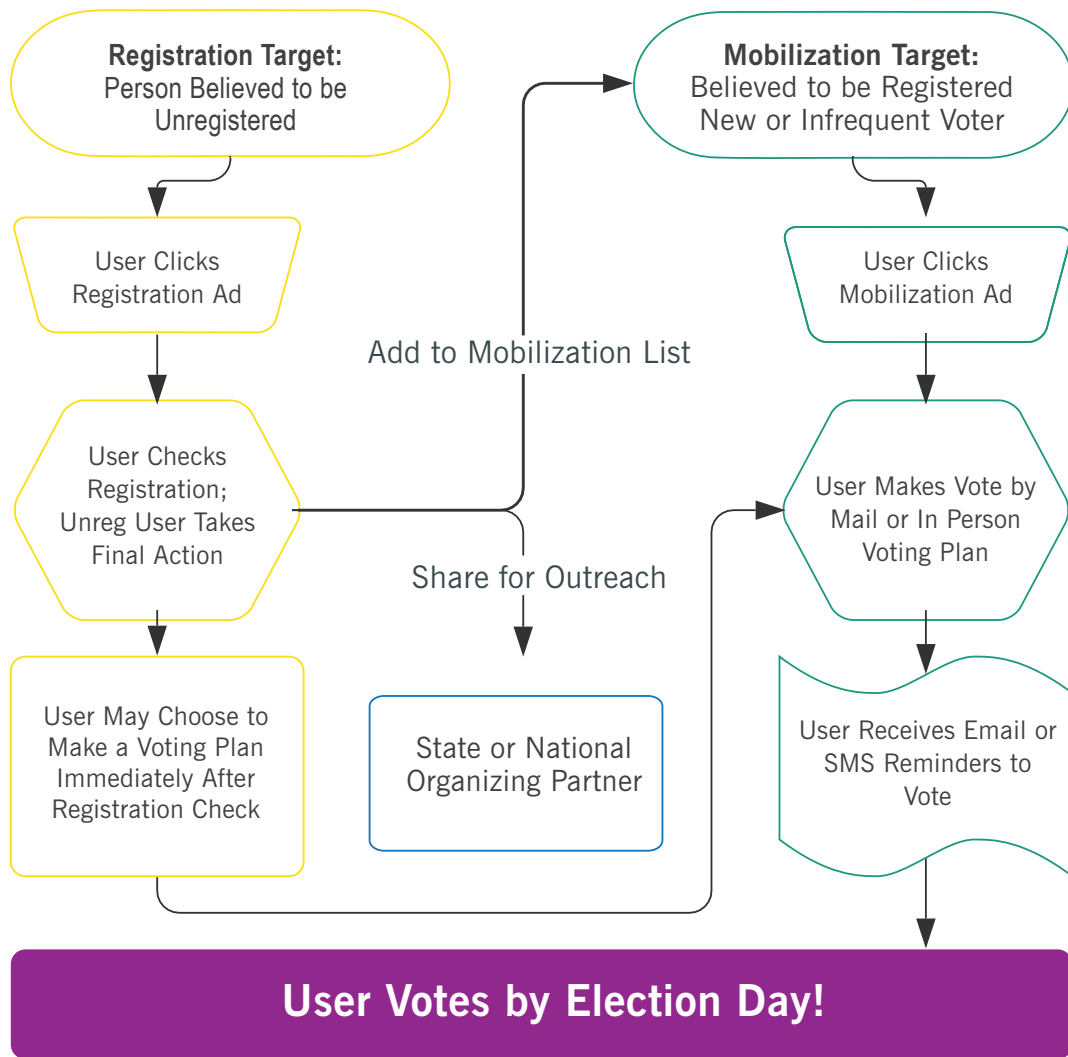 Registration Target:
Person Believed to be
Unregistered
User Clicks
Registration Ad
User Checks
Registration;
Unreg User Takes
Final Action
User May Choose to
Make a Voting Plan
Immediately After
Registration Check
Add to Mobilization List
Share for Outreach
State or National
Organizing Partner
Mobilization Target:
Believed to be Registered
New or Infrequent Voter
User Clicks
Mobilization Ad
User Makes Vote by
Mail or In Person
Voting Plan
User Receives Email or
SMS Reminders to
Vote
User Votes by Election Day!